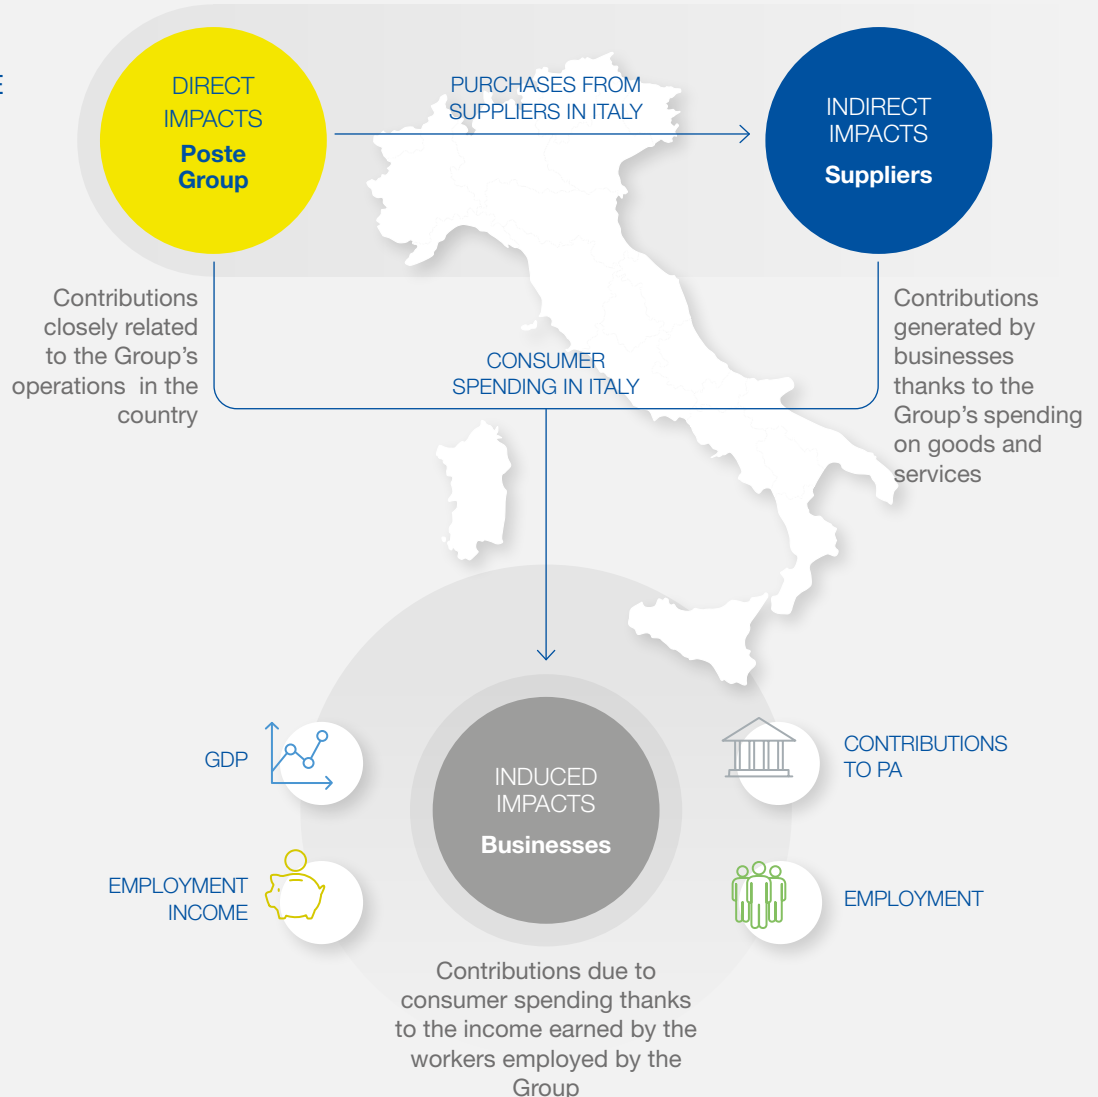 E
DIRECT
IMPACTS
Poste
Group
PURCHASES FROM
SUPPLIERS IN ITALY
INDIRECT
IMPACTS
Suppliers
Contributions
closely related
to the Group's
operations in the
country
CONSUMER
SPENDING IN ITALY
Contributions
generated by
businesses
thanks to the
Group's spending
on goods and
services
GDP
EMPLOYMENT
INCOME
INDUCED
IMPACTS
Businesses
CONTRIBUTIONS
TO PA
EMPLOYMENT
Contributions due to
consumer spending thanks
to the income earned by the
workers employed by the
Group